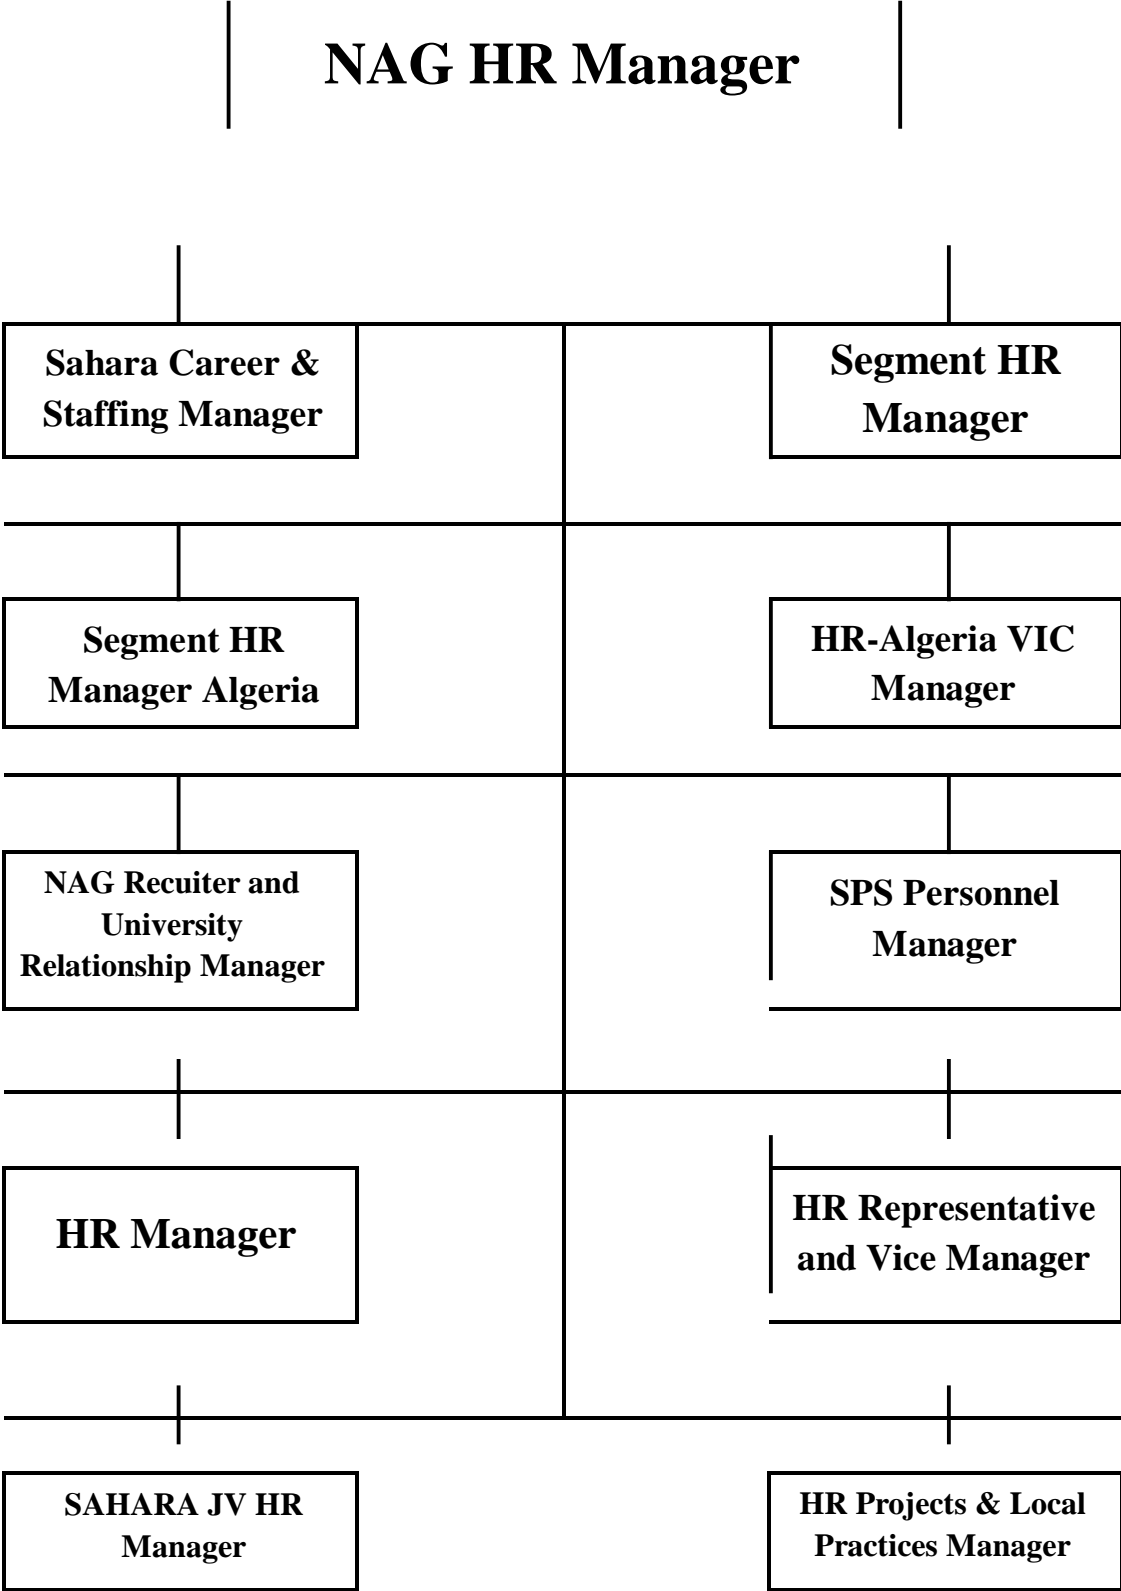 NAG HR Manager
Sahara Career &
Staffing Manager
Segment HR
Manager
Segment HR
Manager Algeria
HR-Algeria VIC
Manager
NAG Recuiter and
University
Relationship Manager
SPS Personnel
Manager
HR Manager
HR Representative
and Vice Manager
SAHARA JV HR
Manager
HR Projects & Local
Practices Manager